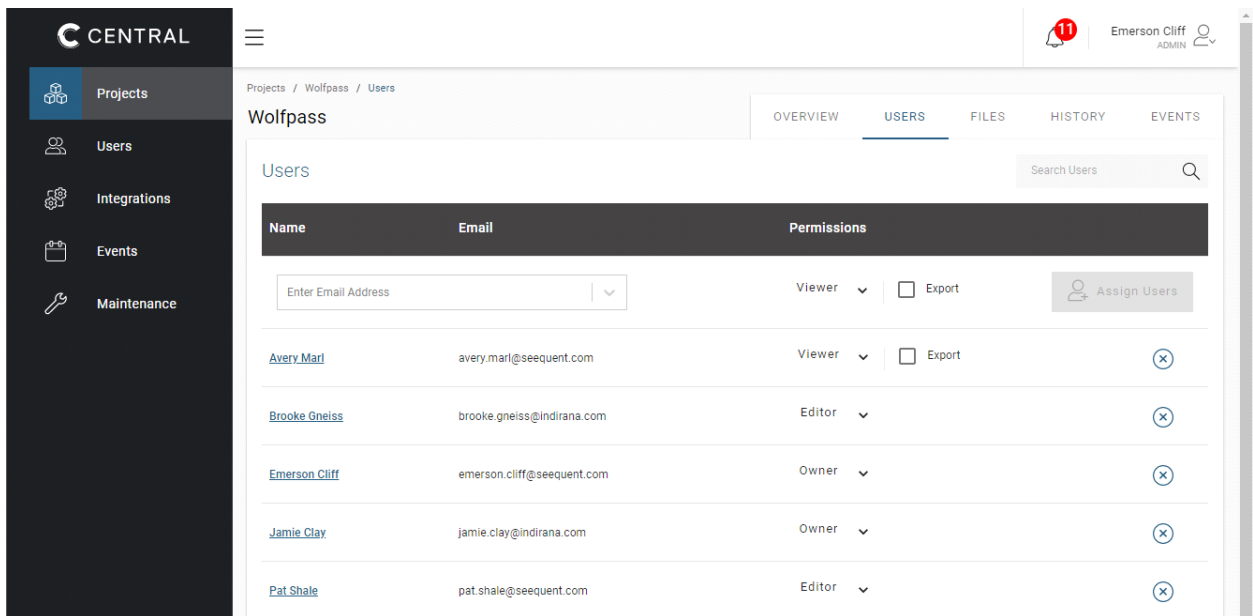 CENTRAL
11
Emerson Cliff
ADMIN
Projects
Users
Integrations
Events
Maintenance
Projects / Wolfpass / Users
Wolfpass
OVERVIEW USERS FILES HISTORY EVENTS
Users
Search Users
Name Email Permissions
Enter Email Address Viewer Export Assign Users
Avery Marl avery.marl@seequent.com Viewer Export
Brooke Gneiss brooke.gneiss@indirana.com Editor
Emerson Cliff emerson.cliff@seequent.com Owner
Jamie Clay jamie.clay@indirana.com Owner
Pat Shale pat.shale@seequent.com Editor